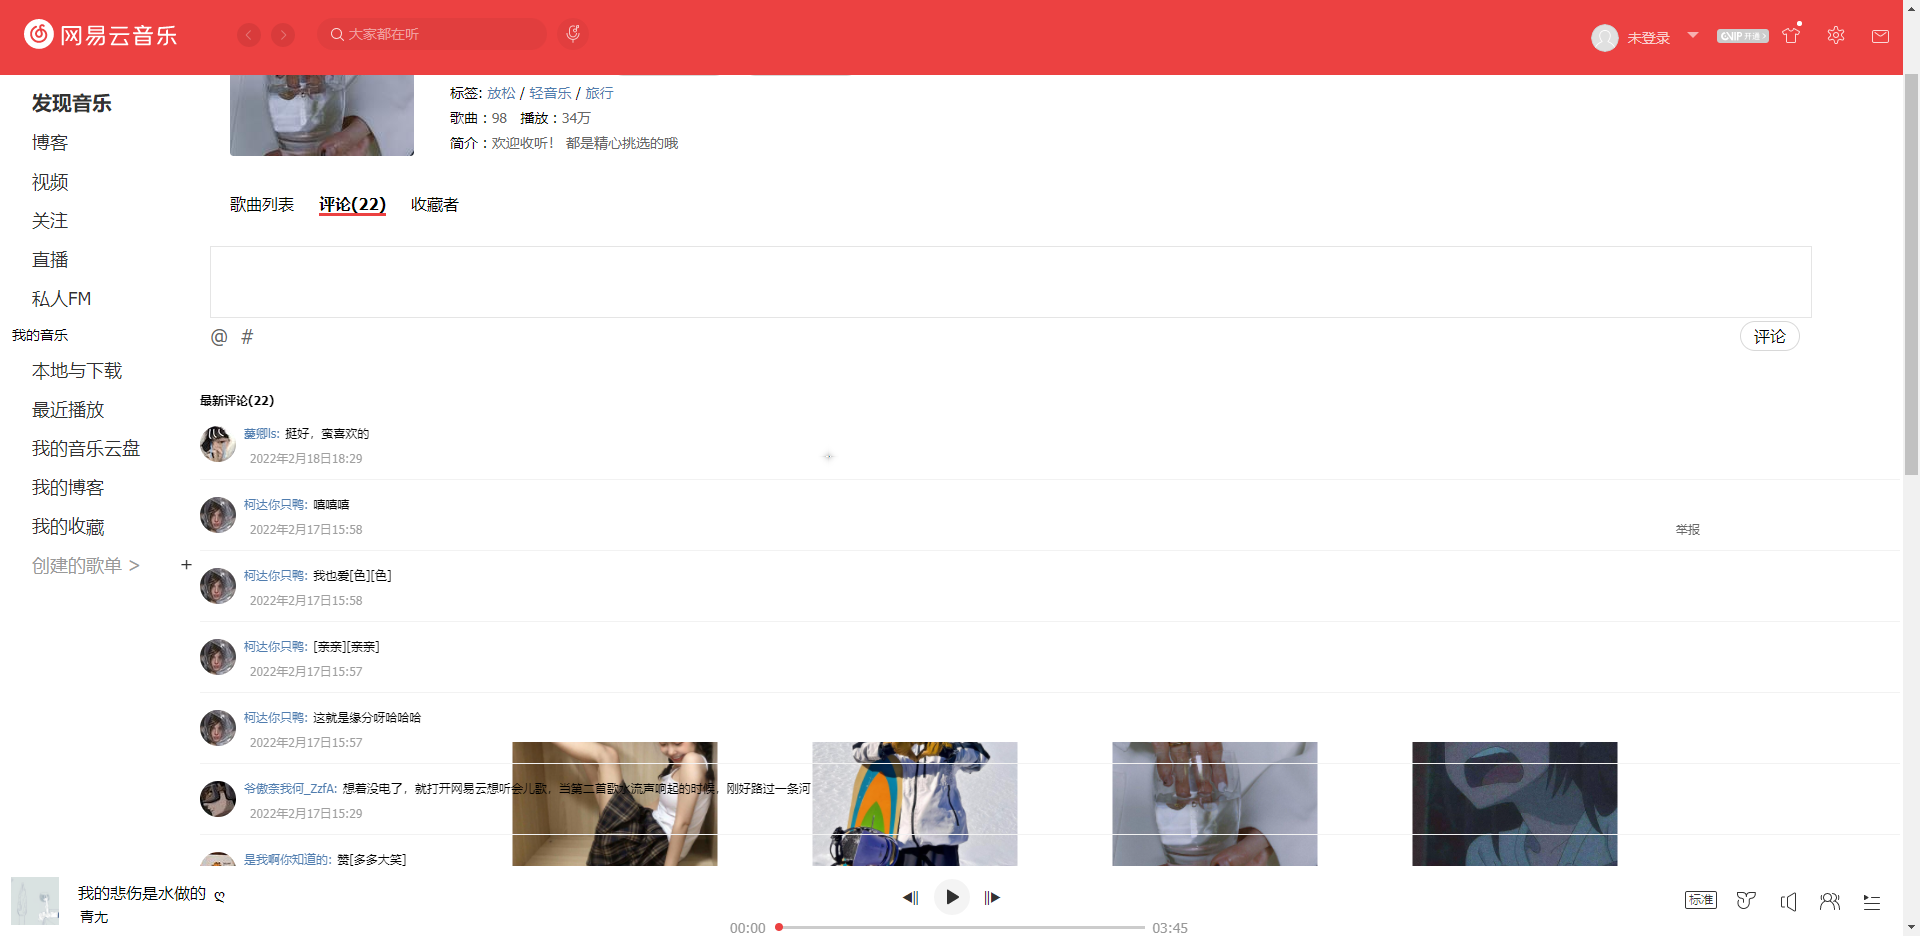 网易云音乐
大家都在听
未登录
VIP开通
发现音乐
博客
视频
关注
直播
私人FM
我的音乐
本地与下载
最近播放
我的音乐云盘
我的博客
我的收藏
创建的歌单 >
+
标签: 放松 / 轻音乐 / 旅行
歌曲：98 播放：34万
简介：欢迎收听！ 都是精心挑选的哦
歌曲列表 评论(22) 收藏者
@ #
评论
最新评论(22)
蘴卿ls: 挺好，蛮喜欢的
2022年2月18日18:29
柯达你只鸭: 嘻嘻嘻
2022年2月17日15:58
举报
柯达你只鸭: 我也爱[色][色]
2022年2月17日15:58
柯达你只鸭: [亲亲][亲亲]
2022年2月17日15:57
柯达你只鸭: 这就是缘分呀哈哈哈
2022年2月17日15:57
爷傲奈我何_ZzfA: 想着没电了，就打开网易云想听会儿歌，当第二首歌水流声响起的时候，刚好路过一条河
2022年2月17日15:29
是我啊你知道的: 赞[多多大笑]
我的悲伤是水做的 ღ
青尢
00:00
03:45
标准